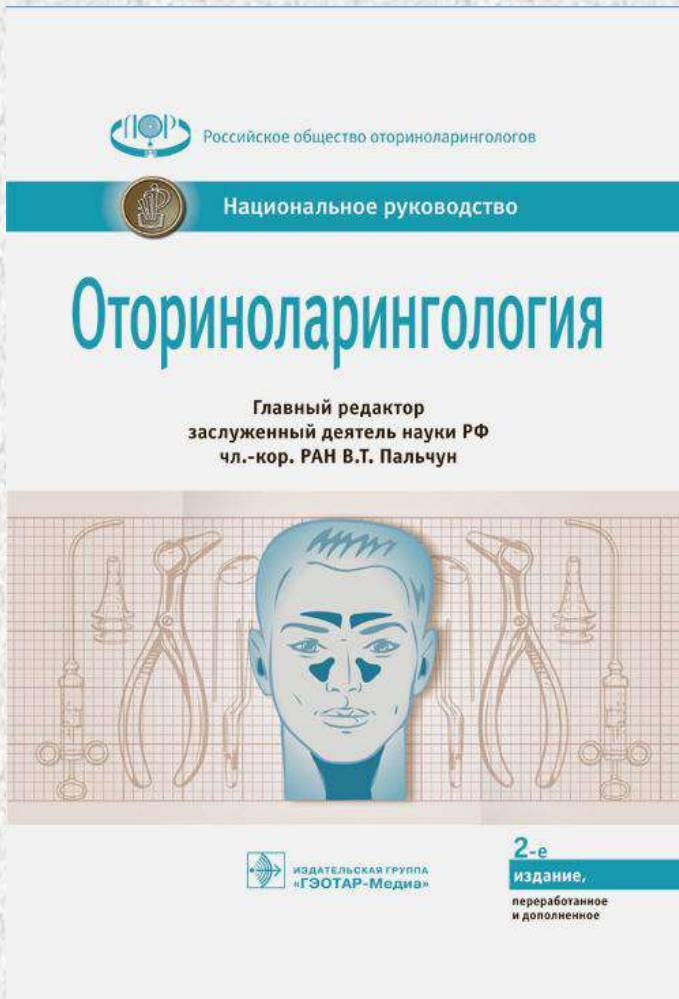 ЛОР
Российское общество оториноларингологов
Национальное руководство
Оториноларингология
Главный редактор
заслуженный деятель науки РФ
чл.-кор. РАН В.Т. Пальчун
ИЗДАТЕЛЬСКАЯ ГРУППА
«ГЭОТАР-Медиа»
2-е
издание,
переработанное
и дополненное